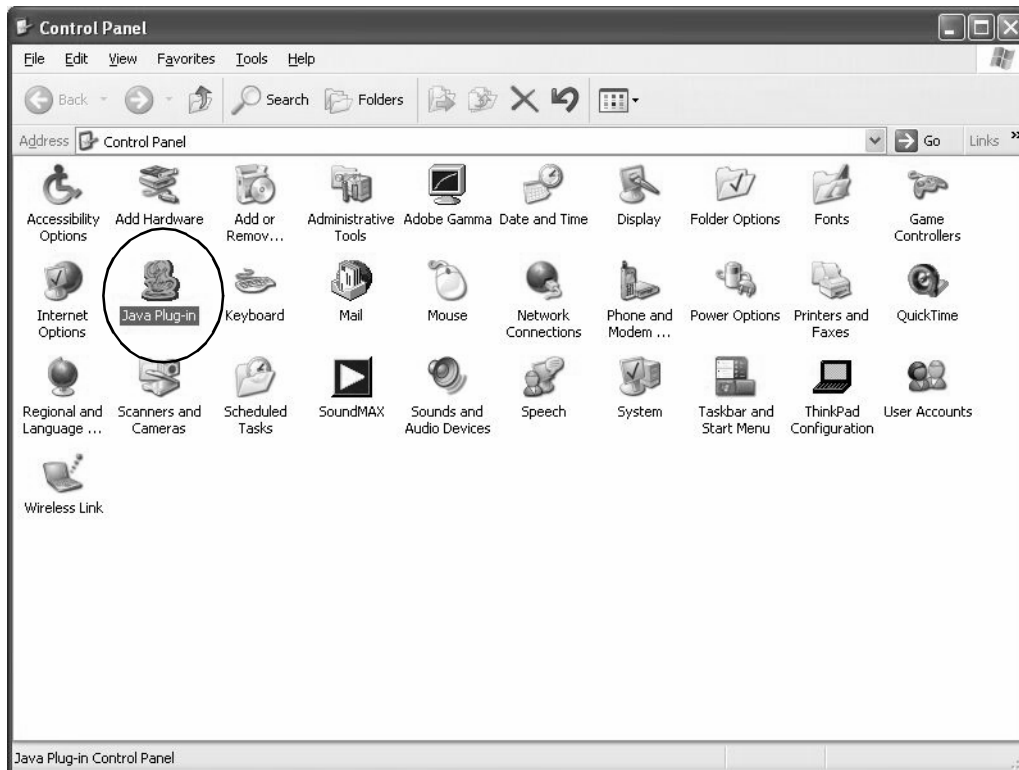 Control Panel
File Edit View Favorites Tools Help
Back Search Folders
Address Control Panel Go Links »
Accessibility Options
Add Hardware
Add or Remov...
Administrative Tools
Adobe Gamma
Date and Time
Display
Folder Options
Fonts
Game Controllers
Internet Options
Java Plug-in
Keyboard
Mail
Mouse
Network Connections
Phone and Modem ...
Power Options
Printers and Faxes
QuickTime
Regional and Language ...
Scanners and Cameras
Scheduled Tasks
SoundMAX
Sounds and Audio Devices
Speech
System
Taskbar and Start Menu
ThinkPad Configuration
User Accounts
Wireless Link
Java Plug-in Control Panel